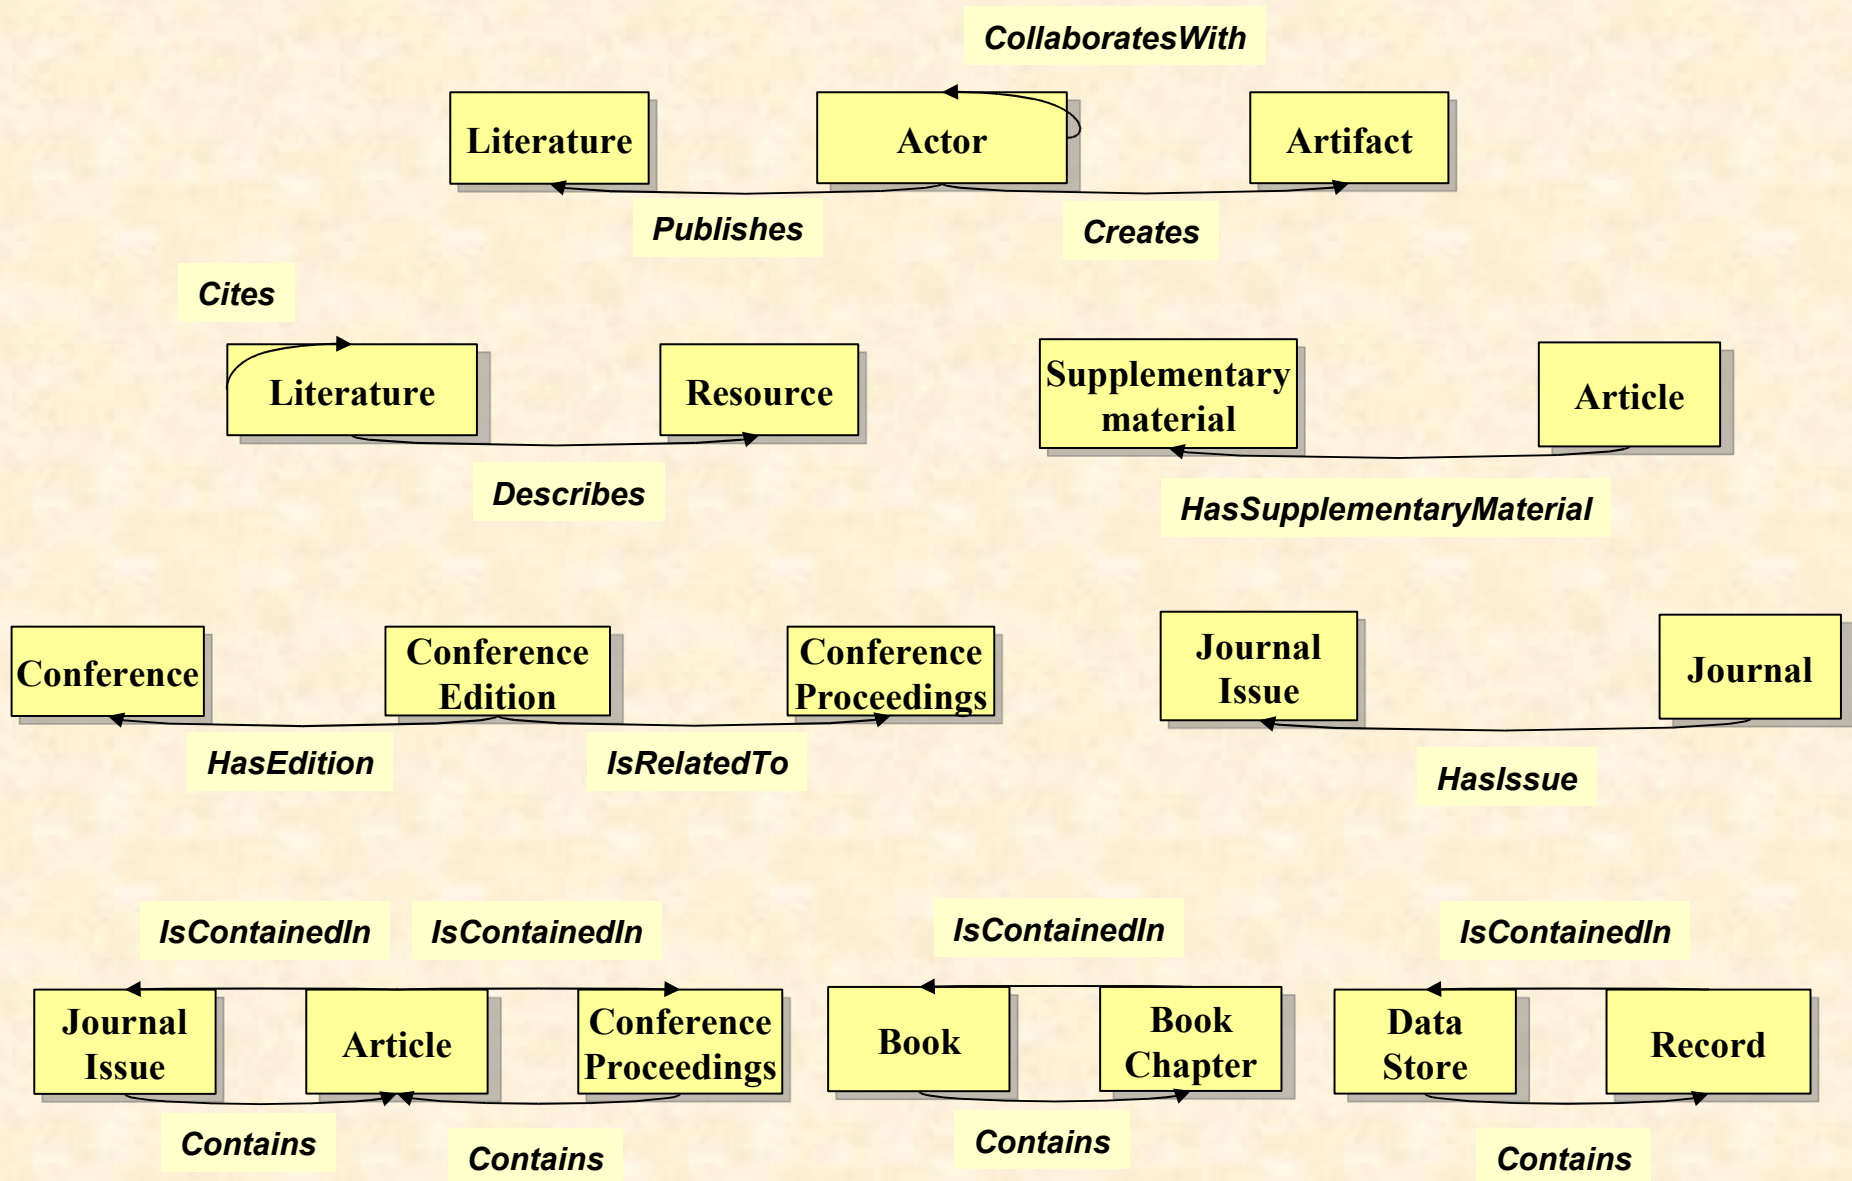 CollaboratesWith
Literature
Actor
Artifact
Publishes
Creates
Cites
Literature
Resource
Supplementary
material
Article
Describes
HasSupplementaryMaterial
Conference
Conference
Edition
Conference
Proceedings
Journal
Issue
Journal
HasEdition
IsRelatedTo
HasIssue
IsContainedIn
IsContainedIn
IsContainedIn
IsContainedIn
Journal
Issue
Article
Conference
Proceedings
Book
Book
Chapter
Data
Store
Record
Contains
Contains
Contains
Contains